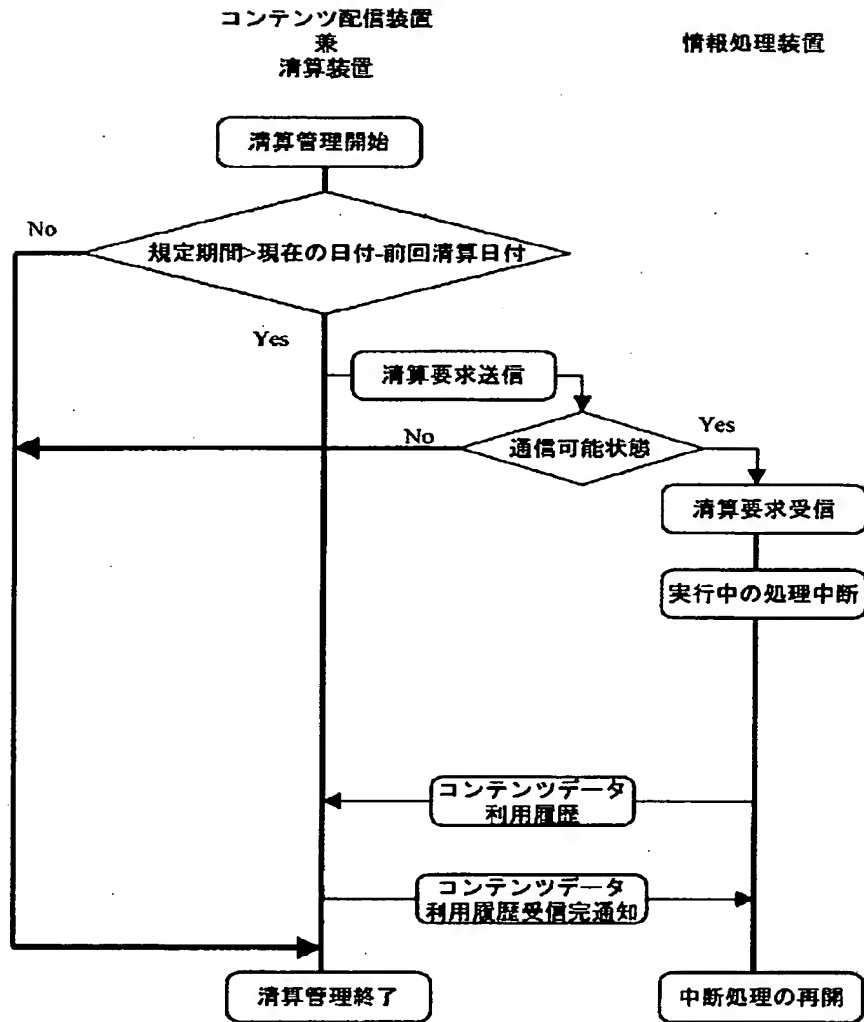 コンテンツ配信装置
兼
清算装置
情報処理装置
清算管理開始
No
規定期間>現在の日付-前回清算日付
Yes
清算要求送信
No
Yes
通信可能状態
清算要求受信
実行中の処理中断
コンテンツデータ
利用履歴
コンテンツデータ
利用履歴受信完通知
清算管理終了
中断処理の再開